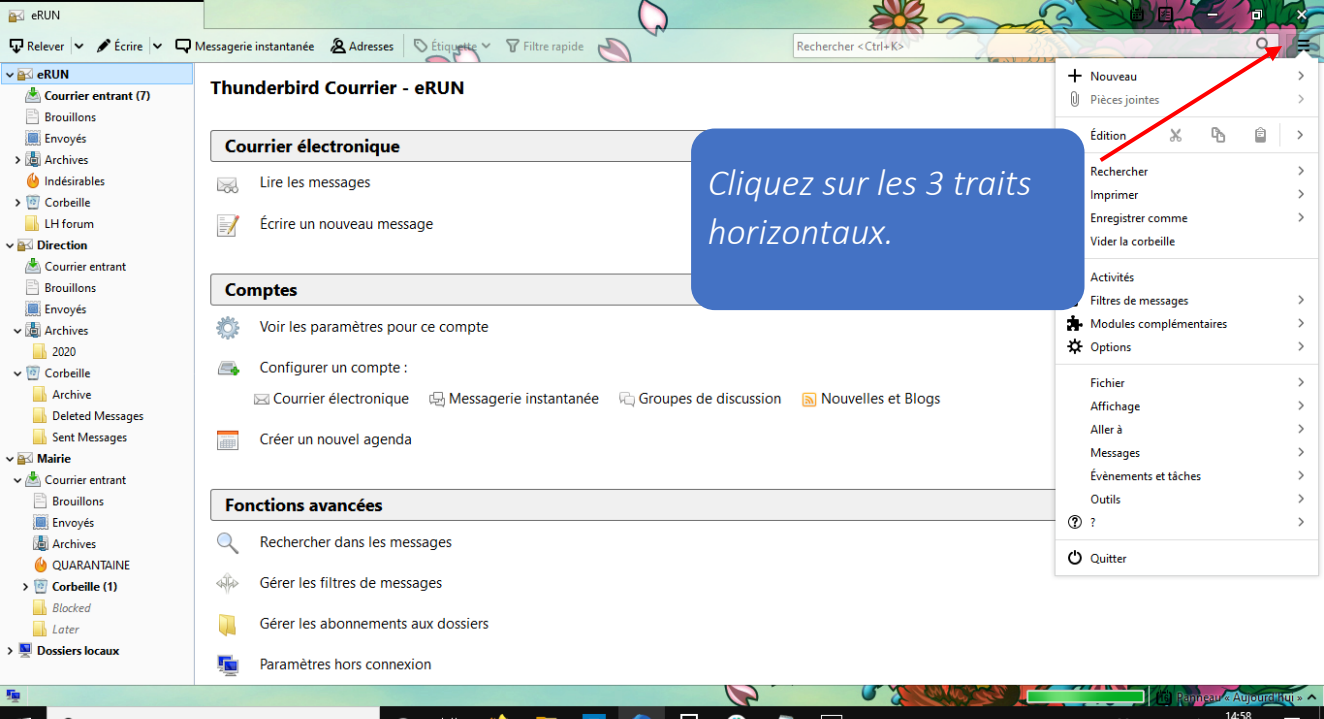 eRUN
Relever
Écrire
Messagerie instantanée
Adresses
Étiquette
Filtre rapide
Rechercher <Ctrl+K>
eRUN
Courrier entrant (7)
Brouillons
Envoyés
Archives
Indésirables
Corbeille
LH forum
Direction
Courrier entrant
Brouillons
Envoyés
Archives
2020
Corbeille
Archive
Deleted Messages
Sent Messages
Mairie
Courrier entrant
Brouillons
Envoyés
Archives
QUARANTAINE
Corbeille (1)
Blocked
Later
Dossiers locaux
Thunderbird Courrier - eRUN
Courrier électronique
Lire les messages
Écrire un nouveau message
Comptes
Voir les paramètres pour ce compte
Configurer un compte :
Courrier électronique
Messagerie instantanée
Groupes de discussion
Nouvelles et Blogs
Créer un nouvel agenda
Fonctions avancées
Rechercher dans les messages
Gérer les filtres de messages
Gérer les abonnements aux dossiers
Paramètres hors connexion
Cliquez sur les 3 traits
horizontaux.
Nouveau
Pièces jointes
Édition
Rechercher
Imprimer
Enregistrer comme
Vider la corbeille
Activités
Filtres de messages
Modules complémentaires
Options
Fichier
Affichage
Aller à
Messages
Évènements et tâches
Outils
?
Quitter
Panneau « Aujourd'hui »
14:58